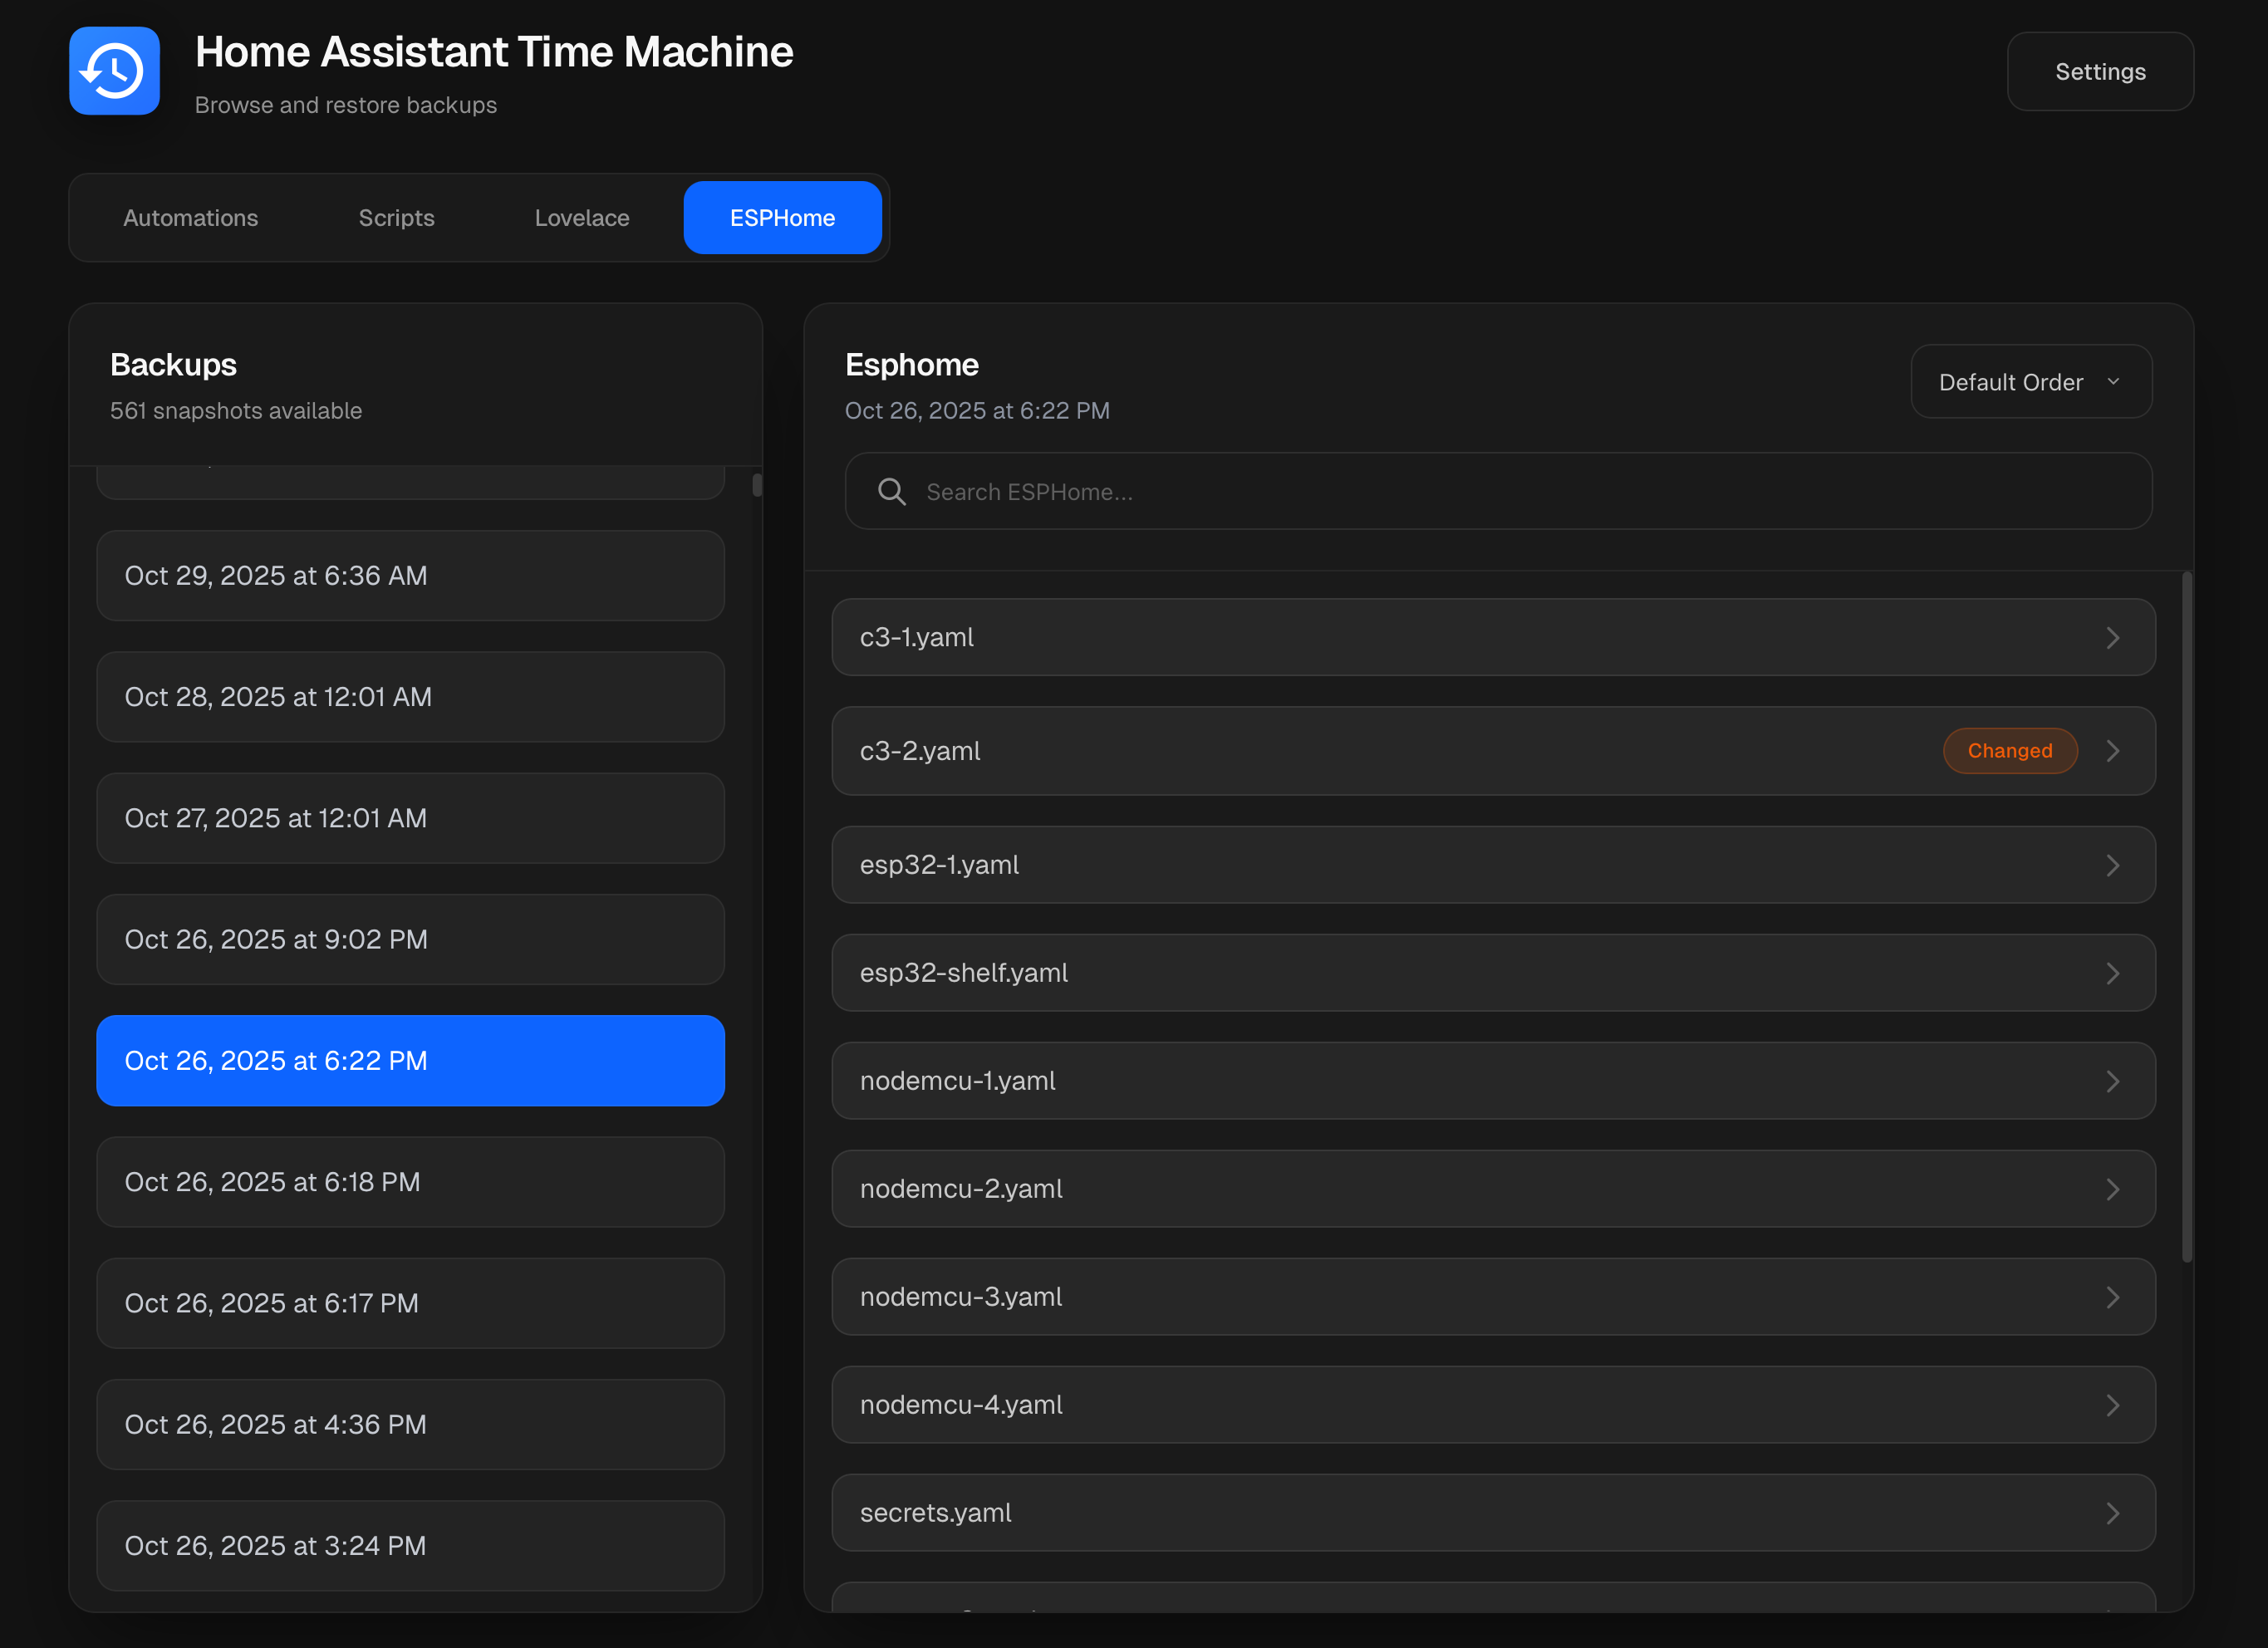 Home Assistant Time Machine
Browse and restore backups
Settings
Automations
Scripts
Lovelace
ESPHome
Backups
561 snapshots available
Oct 29, 2025 at 6:36 AM
Oct 28, 2025 at 12:01 AM
Oct 27, 2025 at 12:01 AM
Oct 26, 2025 at 9:02 PM
Oct 26, 2025 at 6:22 PM
Oct 26, 2025 at 6:18 PM
Oct 26, 2025 at 6:17 PM
Oct 26, 2025 at 4:36 PM
Oct 26, 2025 at 3:24 PM
Esphome
Oct 26, 2025 at 6:22 PM
Default Order
Search ESPHome...
c3-1.yaml
c3-2.yaml
Changed
esp32-1.yaml
esp32-shelf.yaml
nodemcu-1.yaml
nodemcu-2.yaml
nodemcu-3.yaml
nodemcu-4.yaml
secrets.yaml